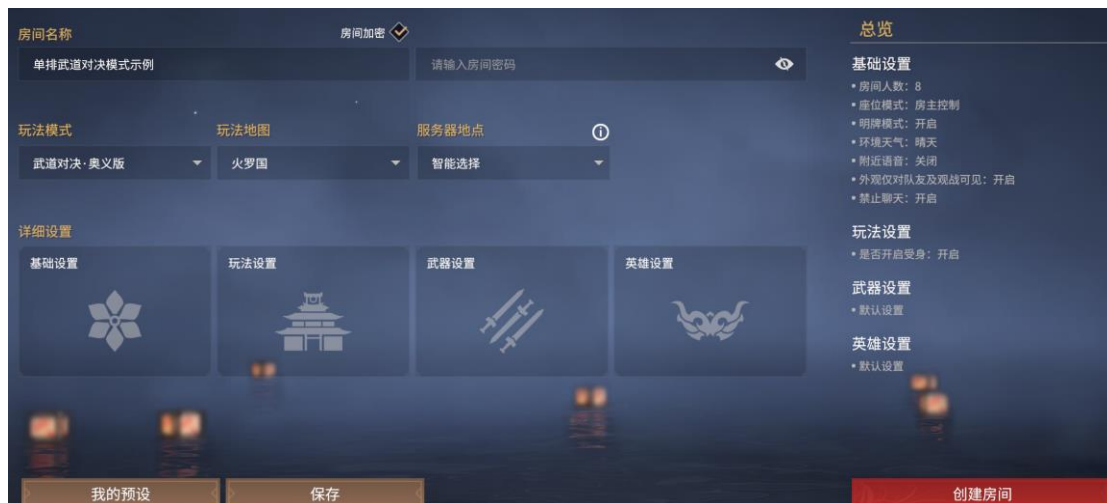 房间名称
房间加密
单排武道对决模式示例
请输入房间密码
玩法模式
玩法地图
服务器地点
武道对决·奥义版
火罗国
智能选择
详细设置
基础设置
玩法设置
武器设置
英雄设置
我的预设
保存
总览
基础设置
•房间人数：8
•座位模式：房主控制
•明牌模式：开启
•环境天气：晴天
•附近语音：关闭
•外观仅对队友及观战可见：开启
•禁止聊天：开启
玩法设置
•是否开启受身：开启
武器设置
•默认设置
英雄设置
•默认设置
创建房间